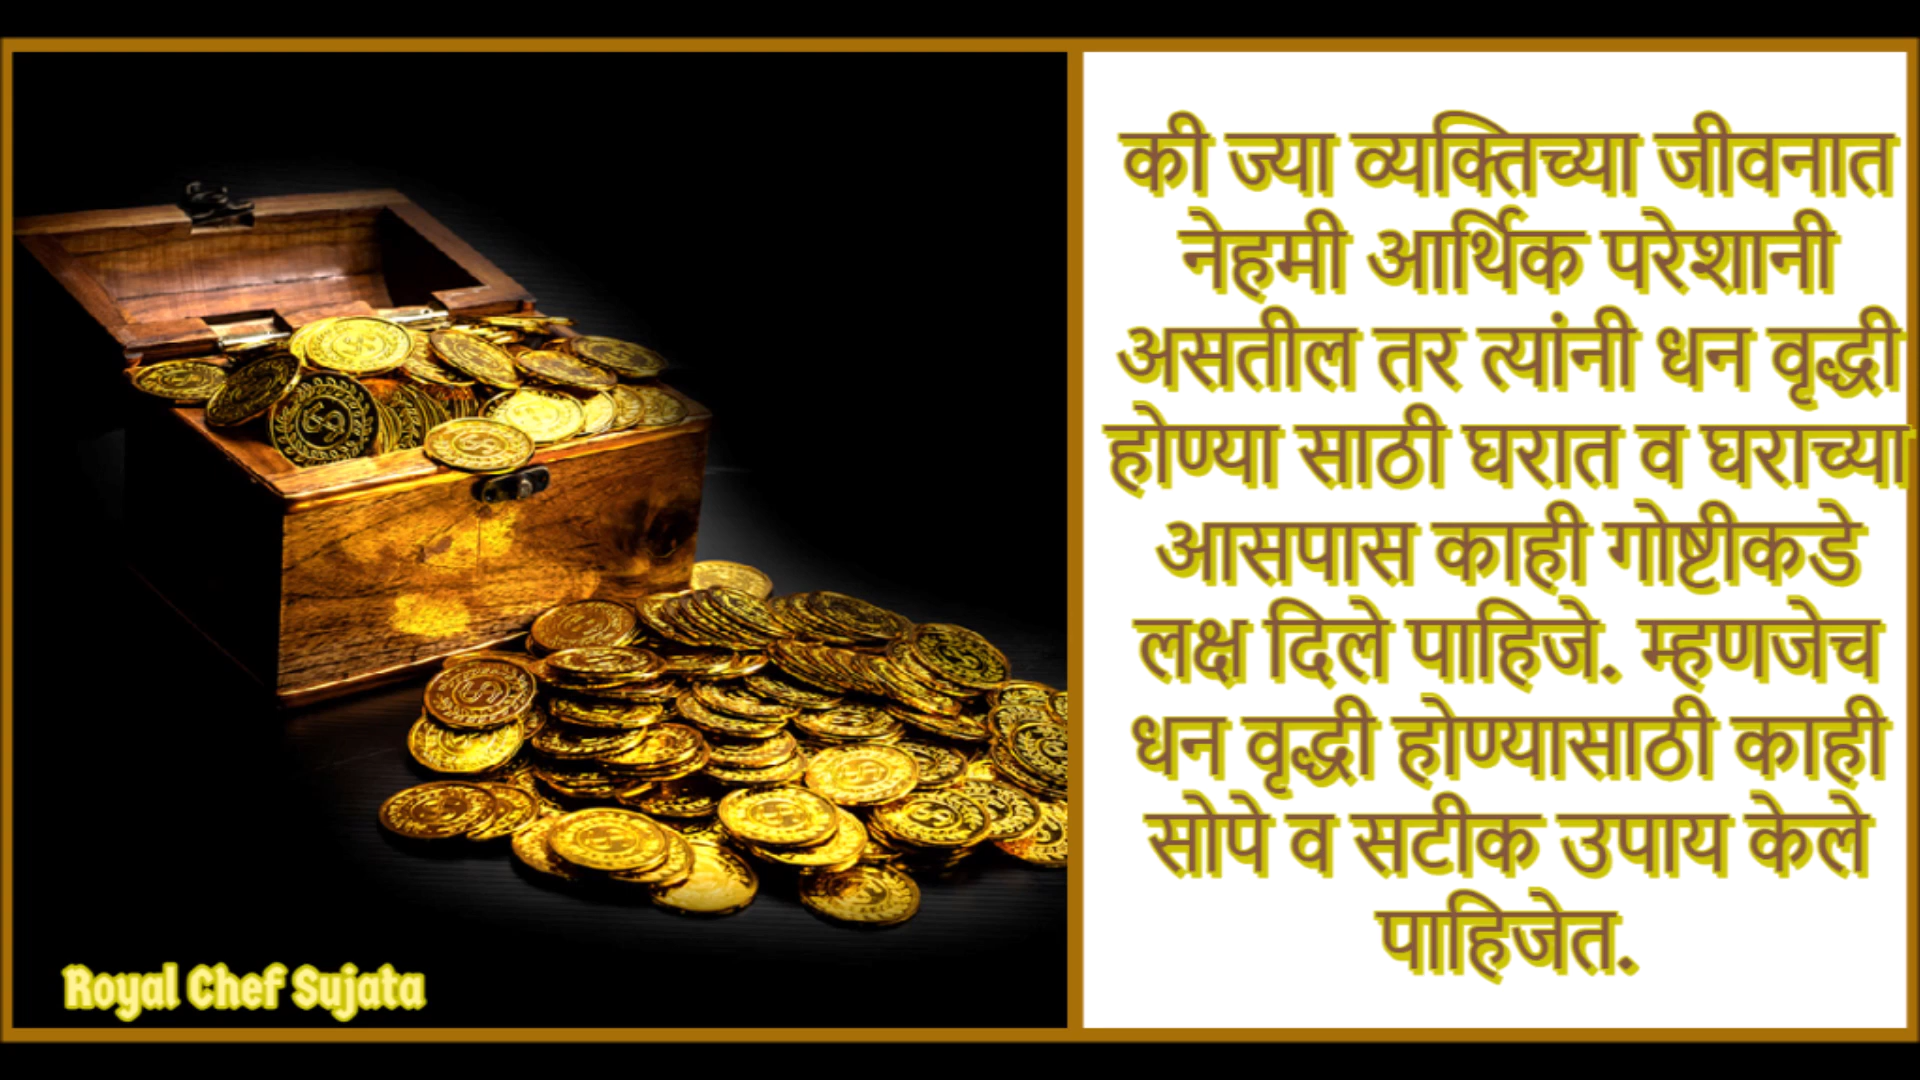 की ज्या व्यक्तिच्या जीवनात
नेहमी आर्थिक परेशानी
असतील तर त्यांनी धन वृद्धी
होण्या साठी घरात व घराच्या
आसपास काही गोष्टीकडे
लक्ष दिले पाहिजे. म्हणजेच
धन वृद्धी होण्यासाठी काही
सोपे व सटीक उपाय केले
पाहिजेत.
Royal Chef Sujata